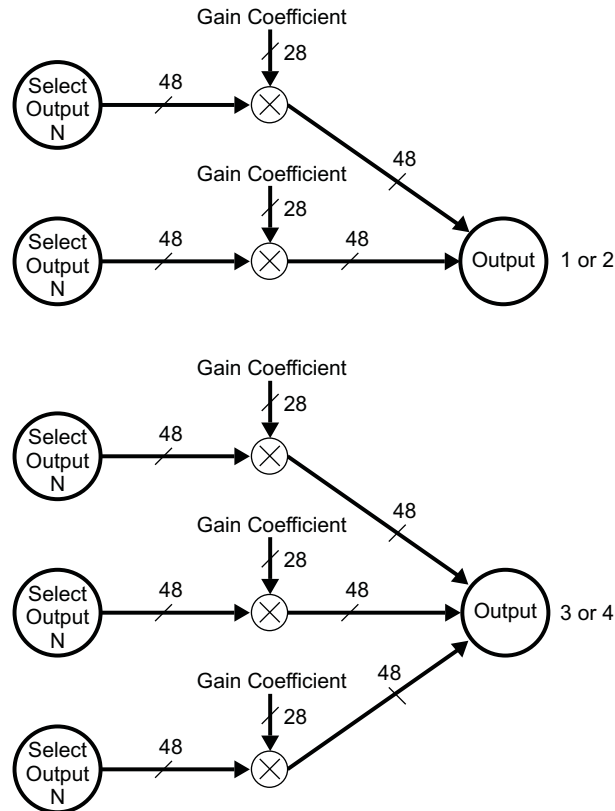 Gain Coefficient
28
Select
Output
N
48
48
Gain Coefficient
28
Select
Output
N
48
48
Output
1 or 2
Gain Coefficient
28
Select
Output
N
48
48
Gain Coefficient
28
Select
Output
N
48
48
Output
3 or 4
Gain Coefficient
28
Select
Output
N
48
48